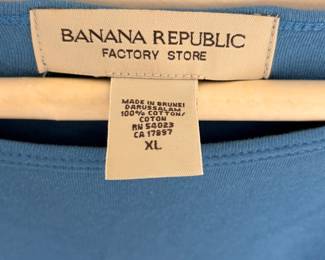 BANANA REPUBLIC
FACTORY STORE
MADE IN BRUNEI
DARUSSALAM
100% COTTON/
COTON
RN 54023
CA 17897
XL